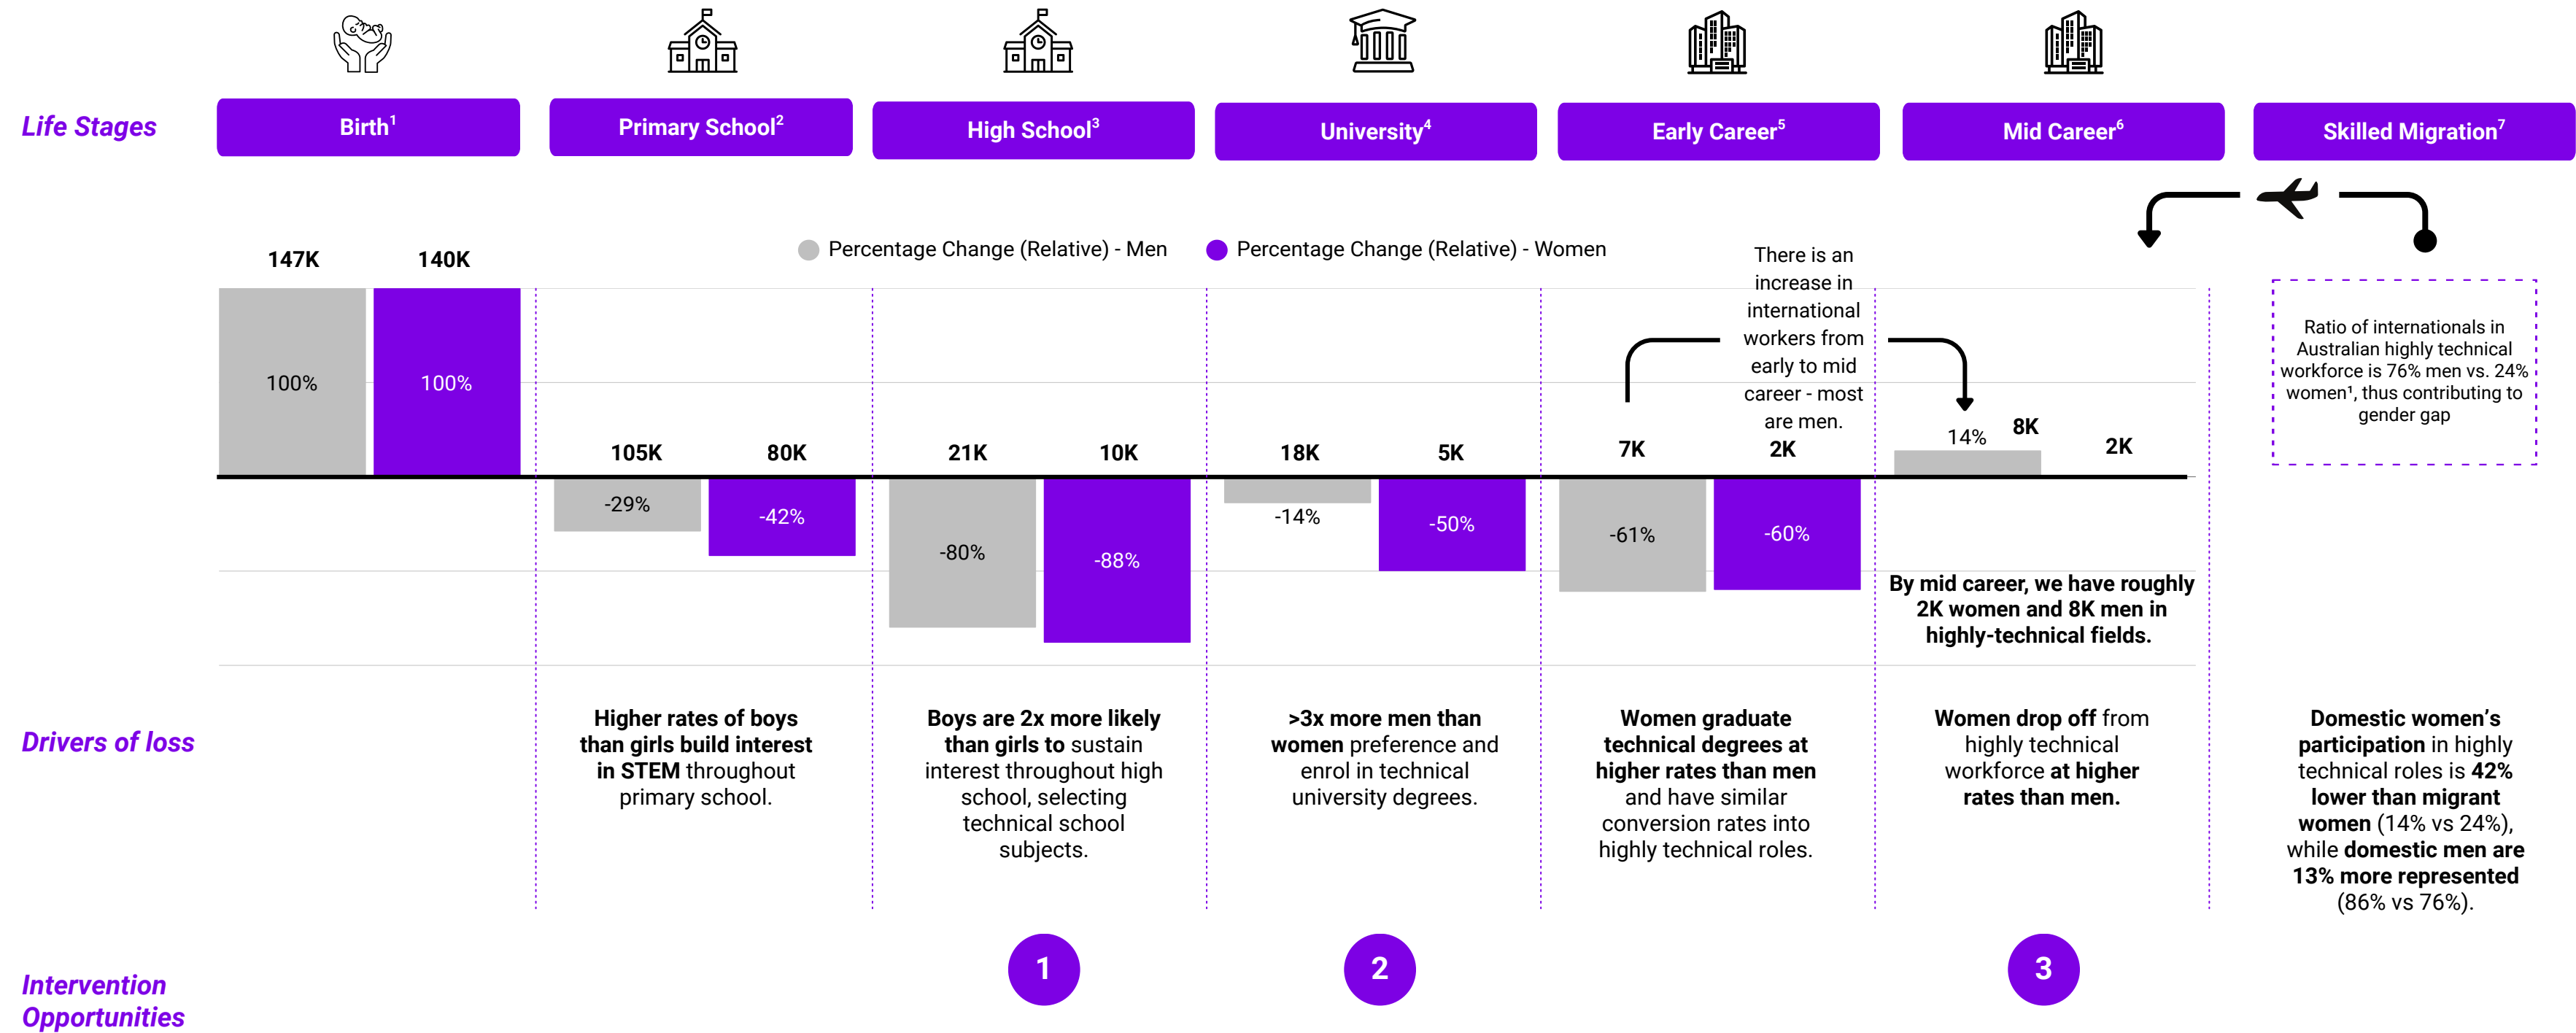 Life Stages
Birth¹
Primary School²
High School³
University⁴
Early Career⁵
Mid Career⁶
Skilled Migration⁷
Percentage Change (Relative) - Men
Percentage Change (Relative) - Women
147K
140K
100%
100%
105K
80K
-29%
-42%
21K
10K
-80%
-88%
18K
5K
-14%
-50%
There is an
increase in
international
workers from
early to mid
career - most
are men.
7K
2K
-61%
-60%
14%
8K
2K
By mid career, we have roughly
2K women and 8K men in
highly-technical fields.
Ratio of internationals in
Australian highly technical
workforce is 76% men vs. 24%
women¹, thus contributing to
gender gap
Drivers of loss
Higher rates of boys
than girls build interest
in STEM throughout
primary school.
Boys are 2x more likely
than girls to sustain
interest throughout high
school, selecting
technical school
subjects.
>3x more men than
women preference and
enrol in technical
university degrees.
Women graduate
technical degrees at
higher rates than men
and have similar
conversion rates into
highly technical roles.
Women drop off from
highly technical
workforce at higher
rates than men.
Domestic women’s
participation in highly
technical roles is 42%
lower than migrant
women (14% vs 24%),
while domestic men are
13% more represented
(86% vs 76%).
Intervention
Opportunities
1
2
3